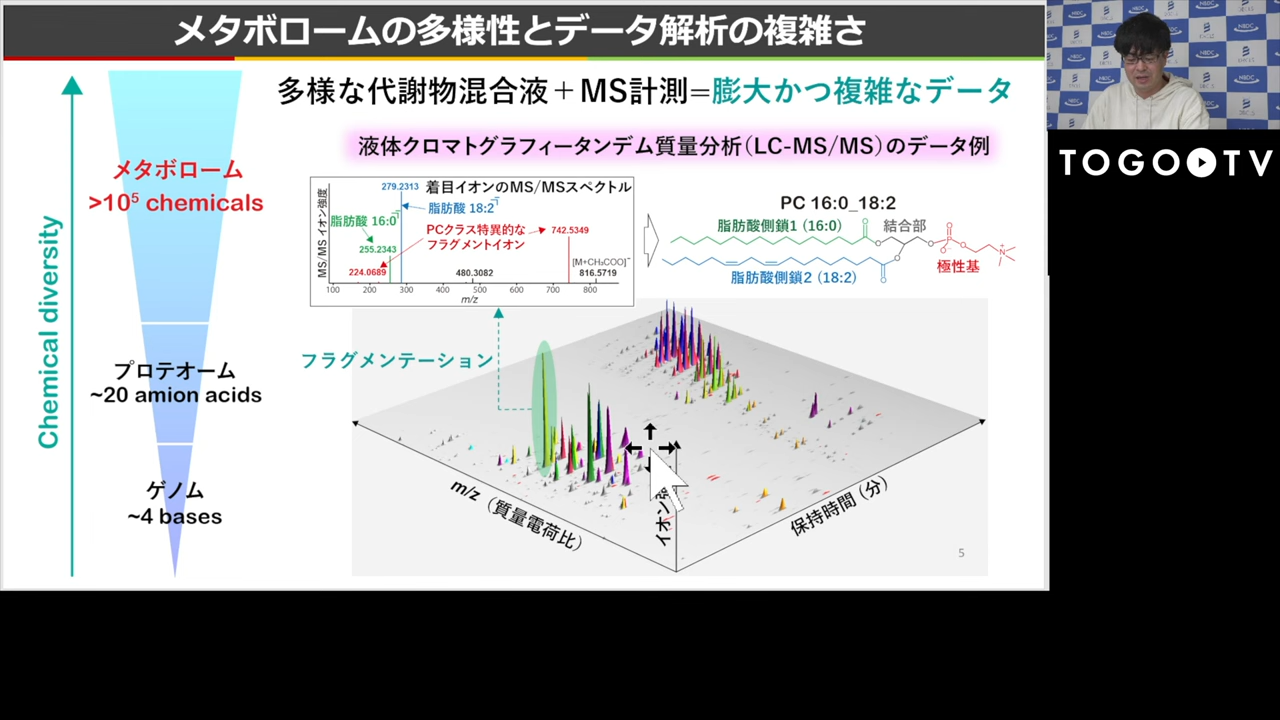 メタボロームの多様性とデータ解析の複雑さ
NBDC
TOGO TV
多様な代謝物混合液＋MS計測=膨大かつ複雑なデータ
液体クロマトグラフィータンデム質量分析（LC-MS/MS）のデータ例
Chemical diversity
メタボローム
>10⁵ chemicals
プロテオーム
~20 amion acids
ゲノム
~4 bases
MS/MS イオン強度
279.2313
着目イオンのMS/MSスペクトル
脂肪酸 16:0
脂肪酸 18:2
PCクラス特異的な
フラグメントイオン
742.5349
255.2343
224.0689
480.3082
[M+CH₃COO]⁻
816.5719
100 200 300 400 500 600 700 800
m/z
PC 16:0_18:2
脂肪酸側鎖1 (16:0)
結合部
極性基
脂肪酸側鎖2 (18:2)
フラグメンテーション
m/z（質量電荷比）
イオン
保持時間（分）
5